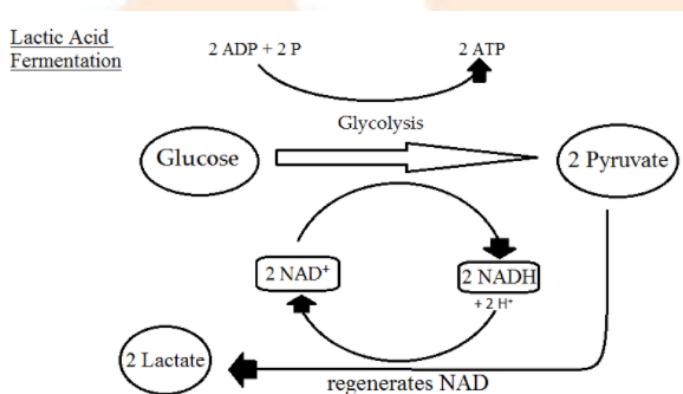 Lactic Acid
Fermentation
2 ADP + 2 P
2 ATP
Glycolysis
Glucose
2 Pyruvate
2 NAD⁺
2 NADH
+ 2 H⁺
2 Lactate
regenerates NAD